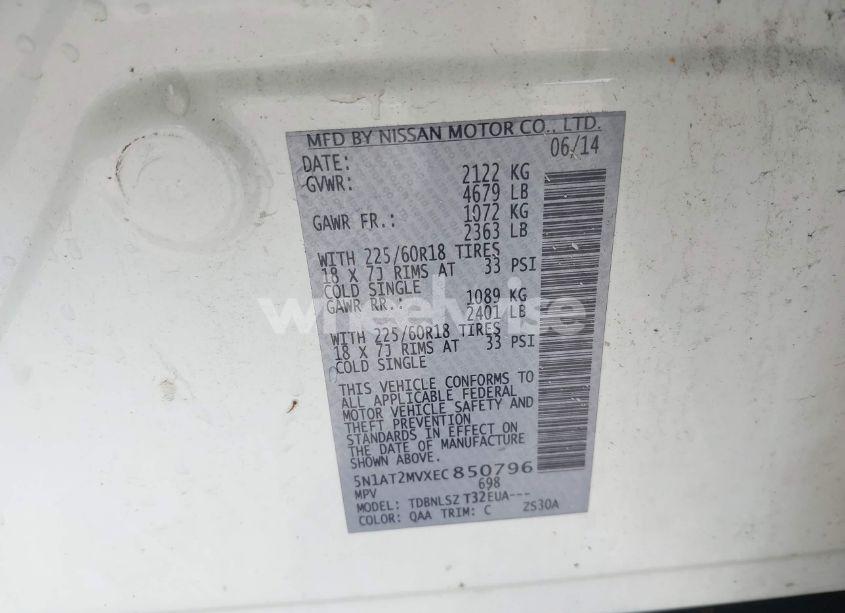 MFD BY NISSAN MOTOR CO., LTD.
DATE: 06/14
GVWR: 2122 KG
4679 LB
GAWR FR.: 1072 KG
2363 LB
WITH 225/60R18 TIRES
18 X 7J RIMS AT 33 PSI
COLD SINGLE
GAWR RR.: 1089 KG
2401 LB
WITH 225/60R18 TIRES
18 X 7J RIMS AT 33 PSI
COLD SINGLE
THIS VEHICLE CONFORMS TO
ALL APPLICABLE FEDERAL
MOTOR VEHICLE SAFETY AND
THEFT PREVENTION
STANDARDS IN EFFECT ON
THE DATE OF MANUFACTURE
SHOWN ABOVE.
5N1AT2MVXEC850796
MPV 698
MODEL: TDBNLSZ T32EUA---
COLOR: QAA TRIM: C ZS30A
wheelwise